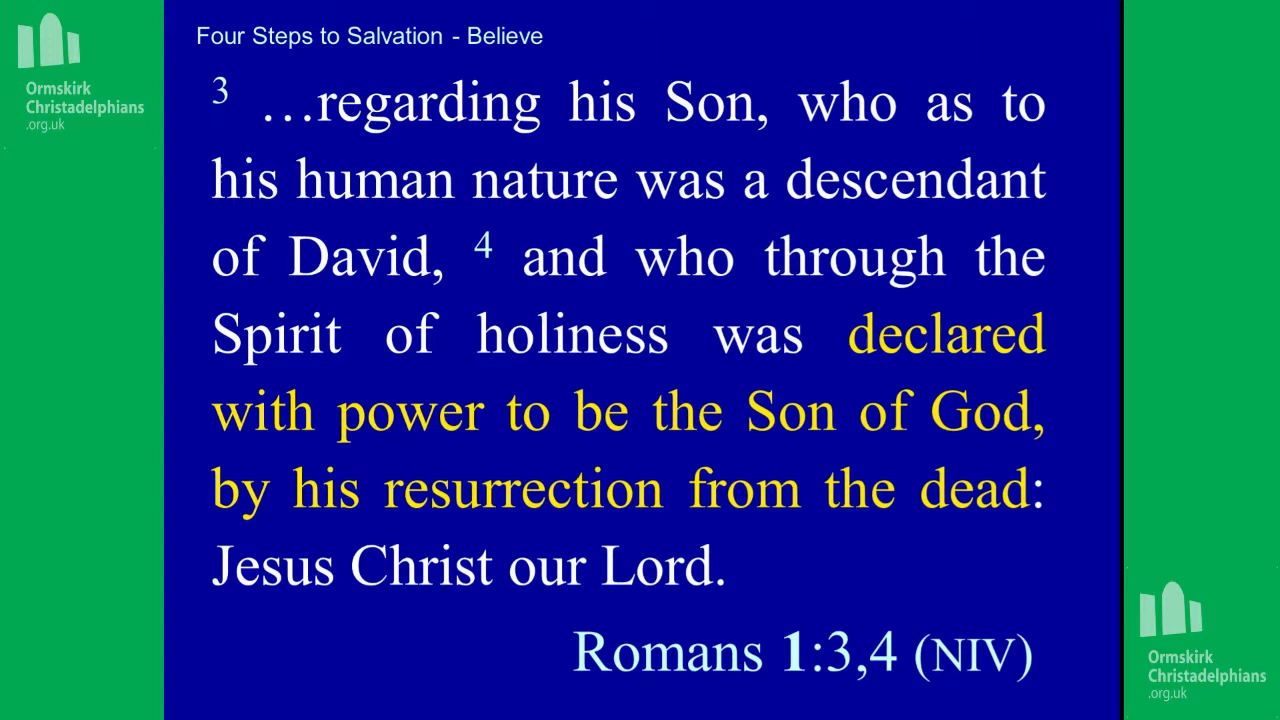 Ormskirk
Christadelphians
.org.uk
Four Steps to Salvation - Believe
3 …regarding his Son, who as to
his human nature was a descendant
of David, 4 and who through the
Spirit of holiness was declared
with power to be the Son of God,
by his resurrection from the dead:
Jesus Christ our Lord.
Romans 1:3,4 (NIV)
Ormskirk
Christadelphians
.org.uk